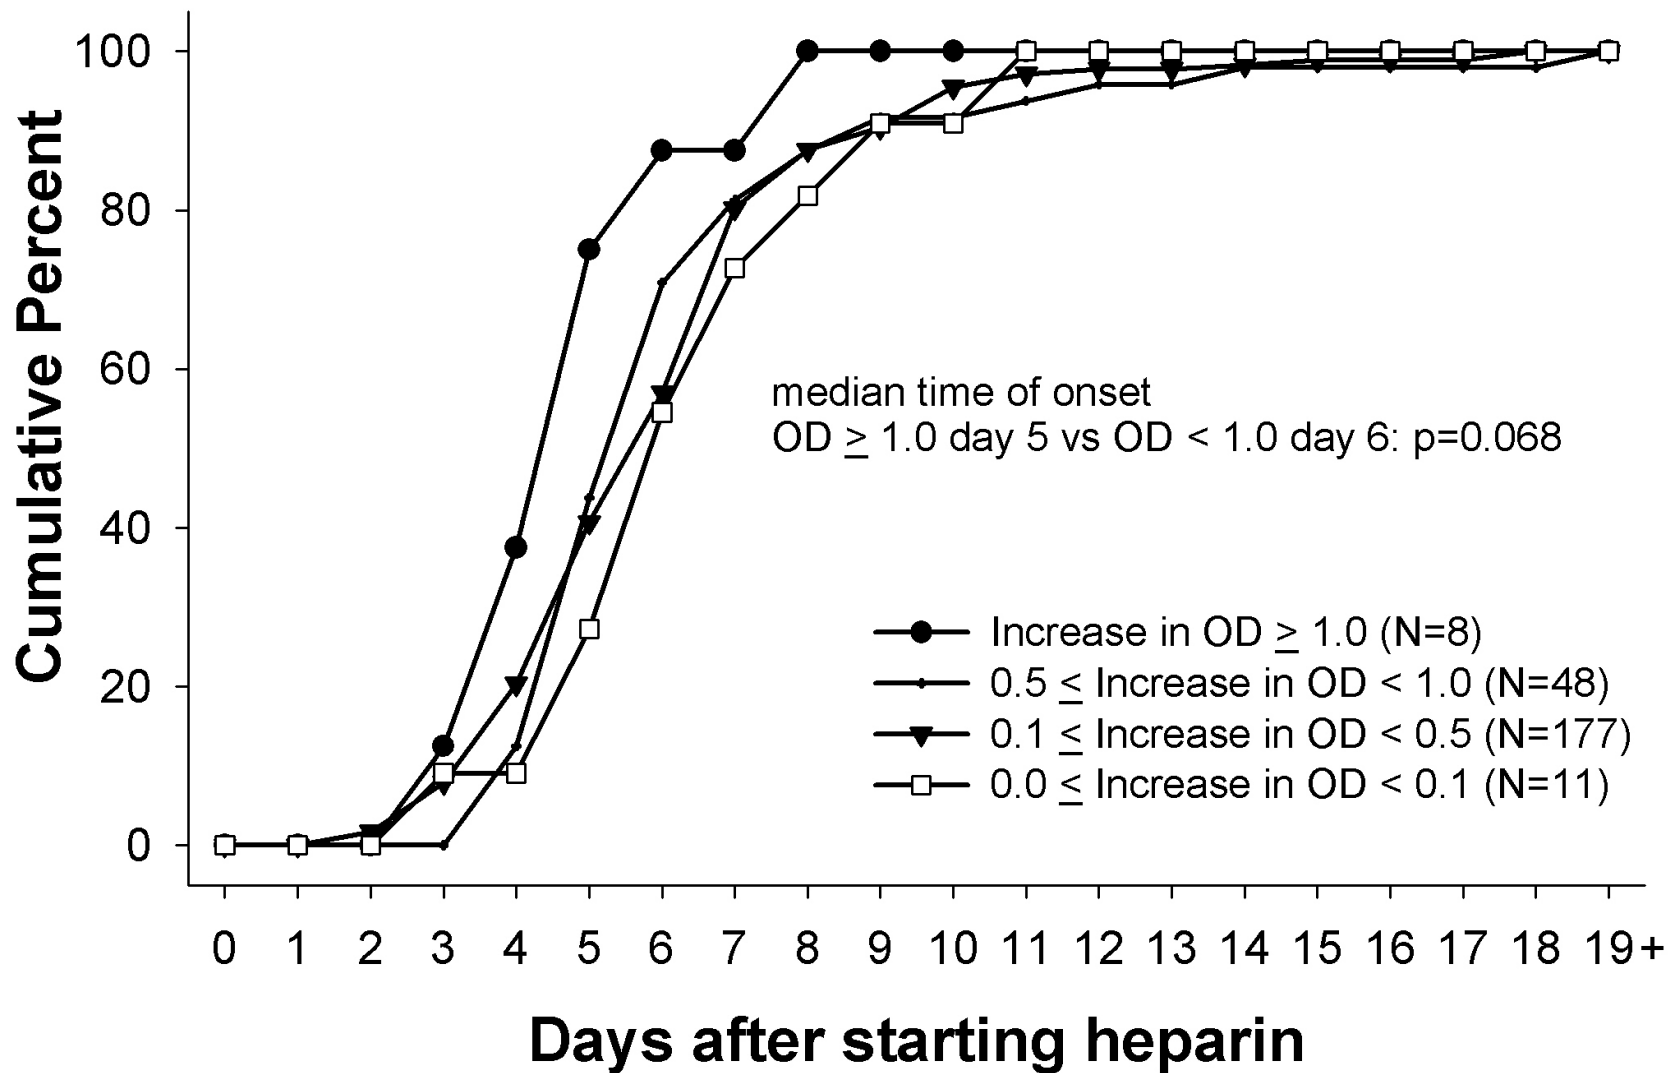 Cumulative Percent
100
80
60
40
20
0
median time of onset
OD ≥ 1.0 day 5 vs OD < 1.0 day 6: p=0.068
Increase in OD ≥ 1.0 (N=8)
0.5 ≤ Increase in OD < 1.0 (N=48)
0.1 ≤ Increase in OD < 0.5 (N=177)
0.0 ≤ Increase in OD < 0.1 (N=11)
0 1 2 3 4 5 6 7 8 9 10 11 12 13 14 15 16 17 18 19+
Days after starting heparin